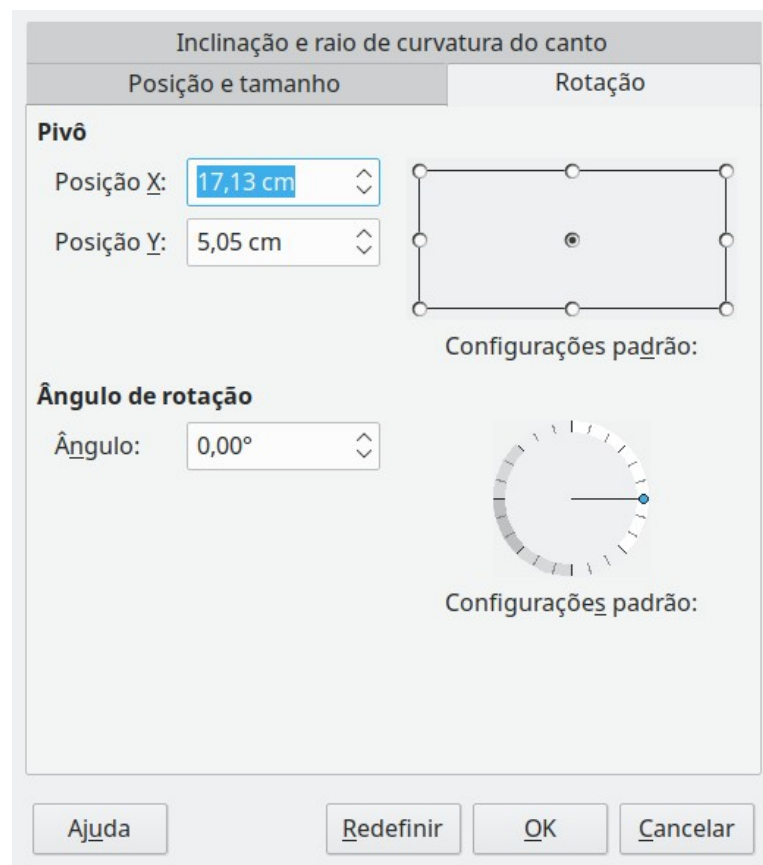 Inclinação e raio de curvatura do canto
Posição e tamanho
Rotação
Pivô
Posição X:
17,13 cm
Posição Y:
5,05 cm
Configurações padrão:
Ângulo de rotação
Ângulo:
0,00°
Configurações padrão:
Ajuda
Redefinir
OK
Cancelar